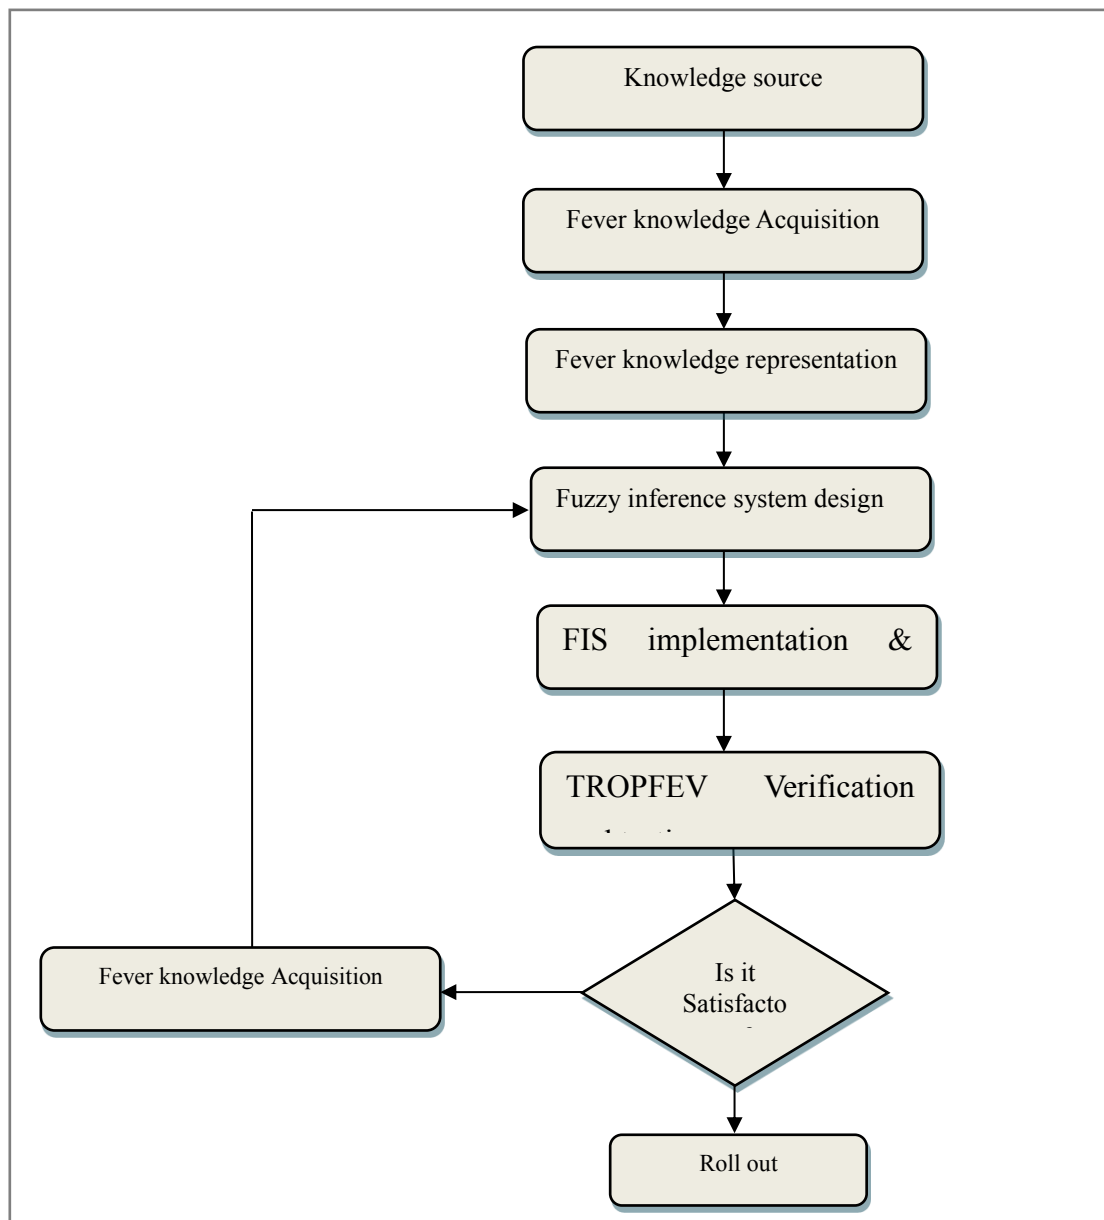 Knowledge source
Fever knowledge Acquisition
Fever knowledge representation
Fuzzy inference system design
FIS implementation &
TROPFEV Verification
Is it
Satisfacto
Fever knowledge Acquisition
Roll out